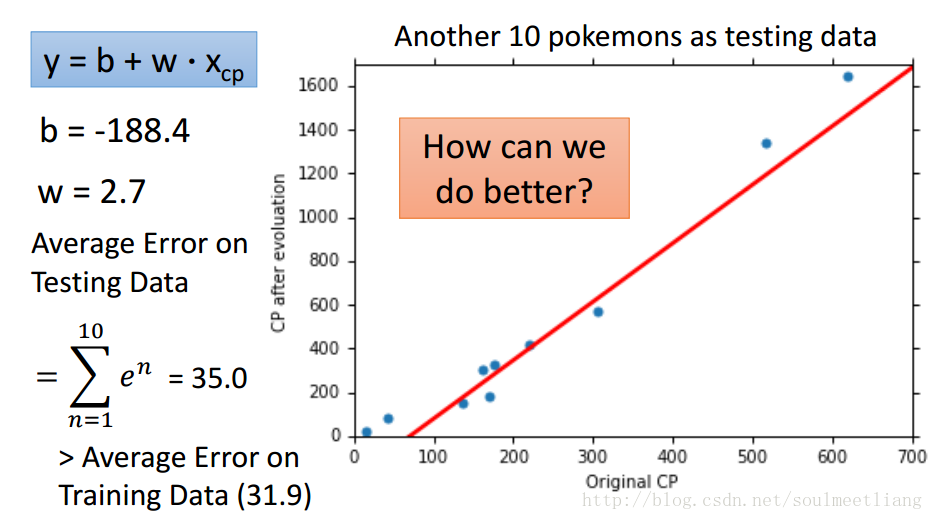 Another 10 pokemons as testing data
y = b + w · x_cp
b = -188.4
w = 2.7
Average Error on
Testing Data
10
= ∑ eⁿ = 35.0
n=1
> Average Error on
Training Data (31.9)
How can we
do better?
CP after evoluation
1600
1400
1200
1000
800
600
400
200
0
0 100 200 300 400 500 600 700
Original CP
http://blog.csdn.net/soulmeetliang